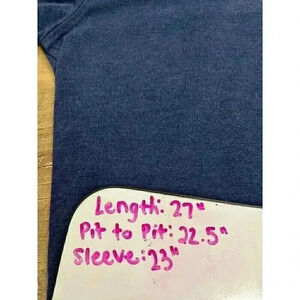 Length: 27"
Pit to Pit: 22.5"
Sleeve: 23"